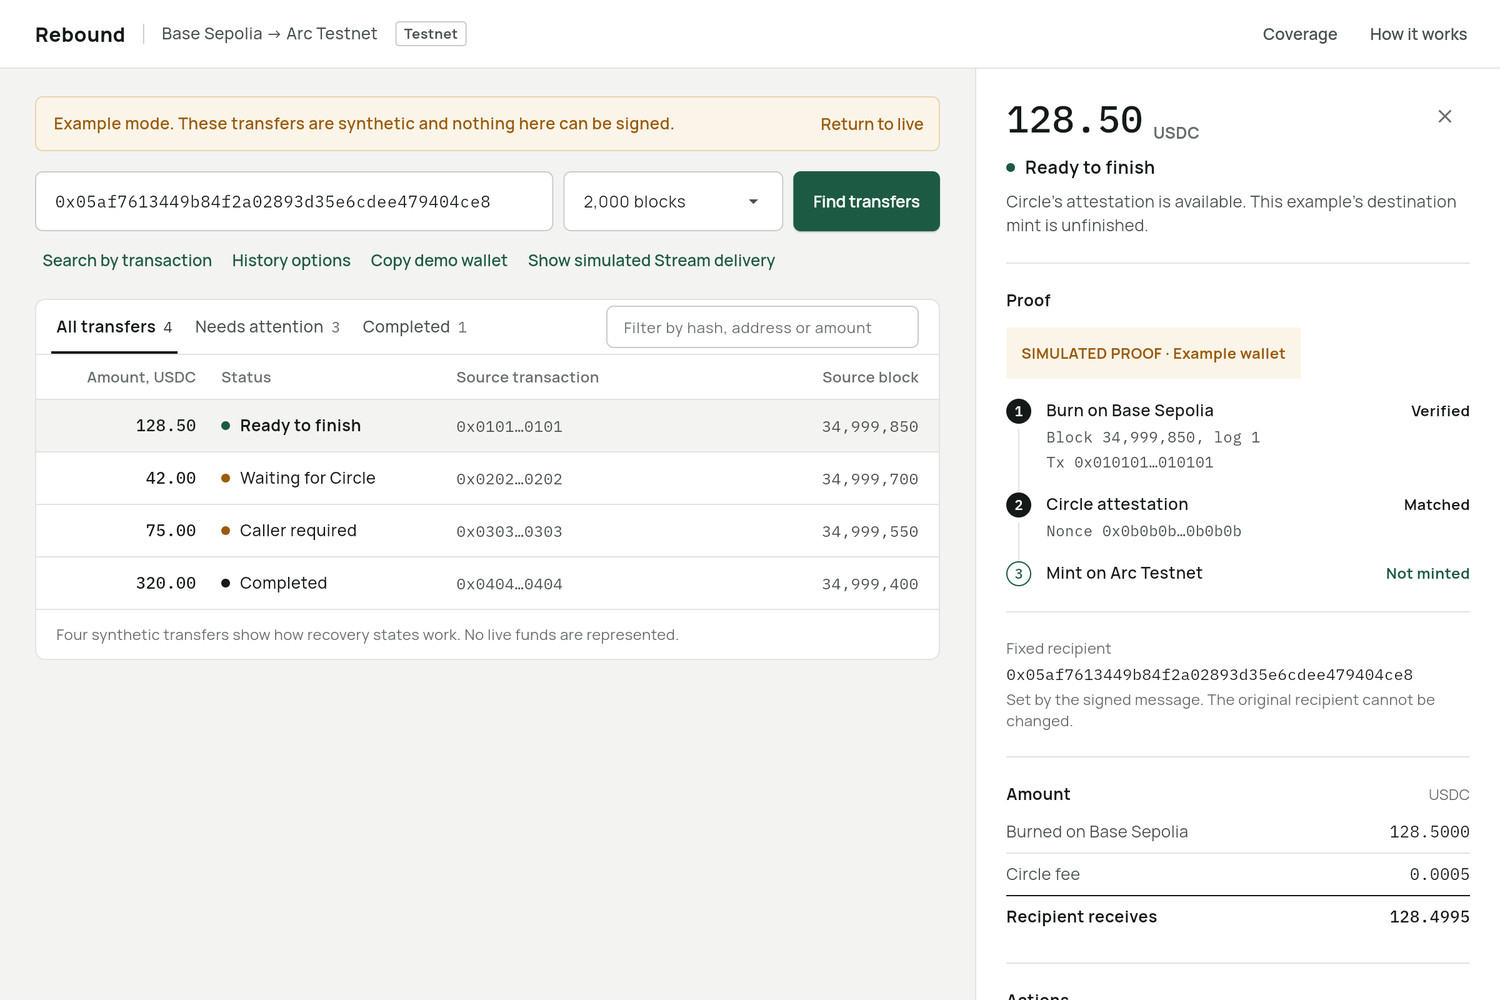 Rebound
Base Sepolia → Arc Testnet
Testnet
Coverage
How it works
Example mode. These transfers are synthetic and nothing here can be signed.
Return to live
0x05af7613449b84f2a02893d35e6cdee479404ce8
2,000 blocks
Find transfers
Search by transaction
History options
Copy demo wallet
Show simulated Stream delivery
All transfers 4
Needs attention 3
Completed 1
Filter by hash, address or amount
Amount, USDC Status Source transaction Source block
128.50 Ready to finish 0x0101…0101 34,999,850
42.00 Waiting for Circle 0x0202…0202 34,999,700
75.00 Caller required 0x0303…0303 34,999,550
320.00 Completed 0x0404…0404 34,999,400
Four synthetic transfers show how recovery states work. No live funds are represented.
128.50 USDC
Ready to finish
Circle's attestation is available. This example's destination
mint is unfinished.
Proof
SIMULATED PROOF · Example wallet
1 Burn on Base Sepolia Verified
Block 34,999,850, log 1
Tx 0x010101…010101
2 Circle attestation Matched
Nonce 0x0b0b0b…0b0b0b
3 Mint on Arc Testnet Not minted
Fixed recipient
0x05af7613449b84f2a02893d35e6cdee479404ce8
Set by the signed message. The original recipient cannot be
changed.
Amount USDC
Burned on Base Sepolia 128.5000
Circle fee 0.0005
Recipient receives 128.4995
Actions